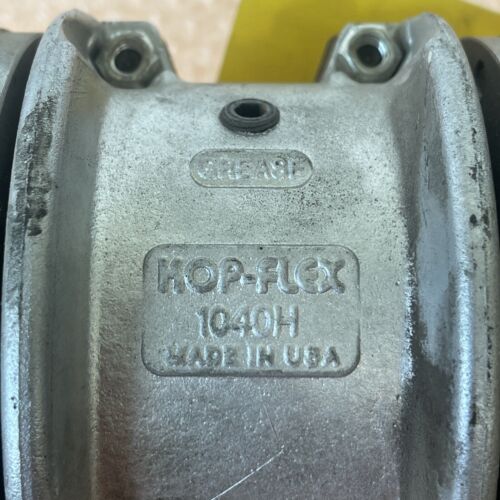 GREASE
KOP-FLEX
1040H
MADE IN USA